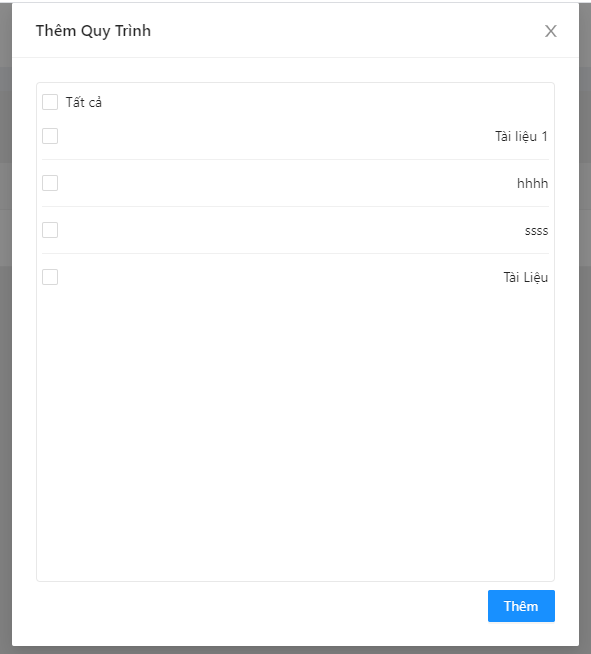 Thêm Quy Trình
Tất cả
Tài liệu 1
hhhh
ssss
Tài Liệu
Thêm